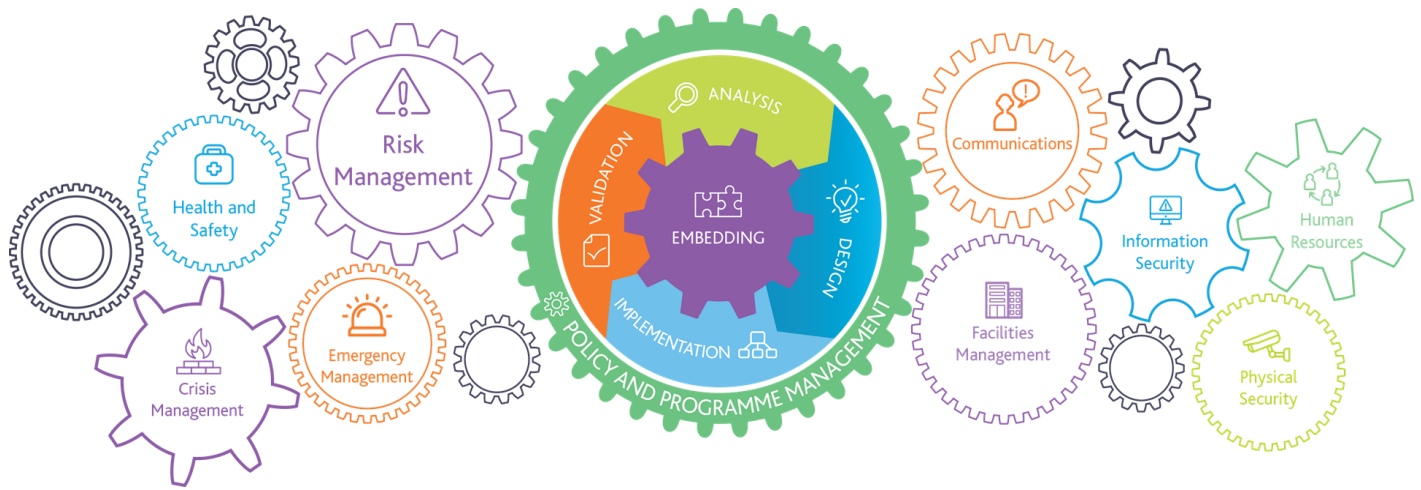 Risk
Management
Health and
Safety
Crisis
Management
Emergency
Management
ANALYSIS
VALIDATION
EMBEDDING
DESIGN
IMPLEMENTATION
POLICY AND PROGRAMME MANAGEMENT
Communications
Information
Security
Human
Resources
Facilities
Management
Physical
Security